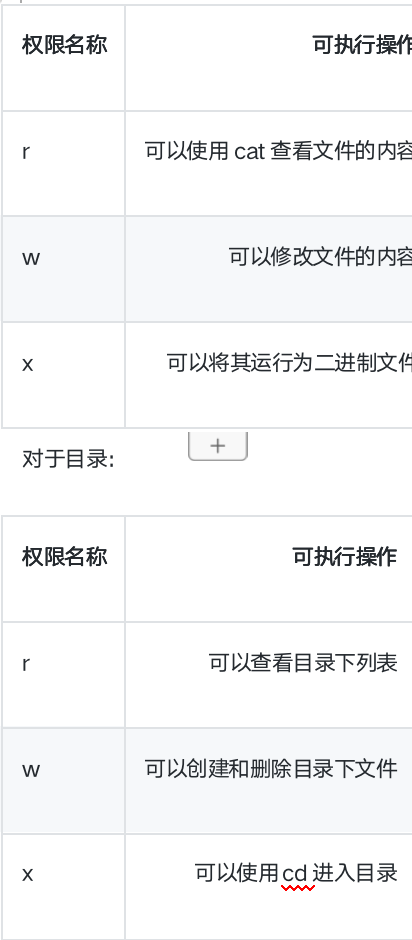 权限名称 可执行操作
r 可以使用 cat 查看文件的内容
w 可以修改文件的内容
x 可以将其运行为二进制文件
+
对于目录:
权限名称 可执行操作
r 可以查看目录下列表
w 可以创建和删除目录下文件
x 可以使用cd 进入目录